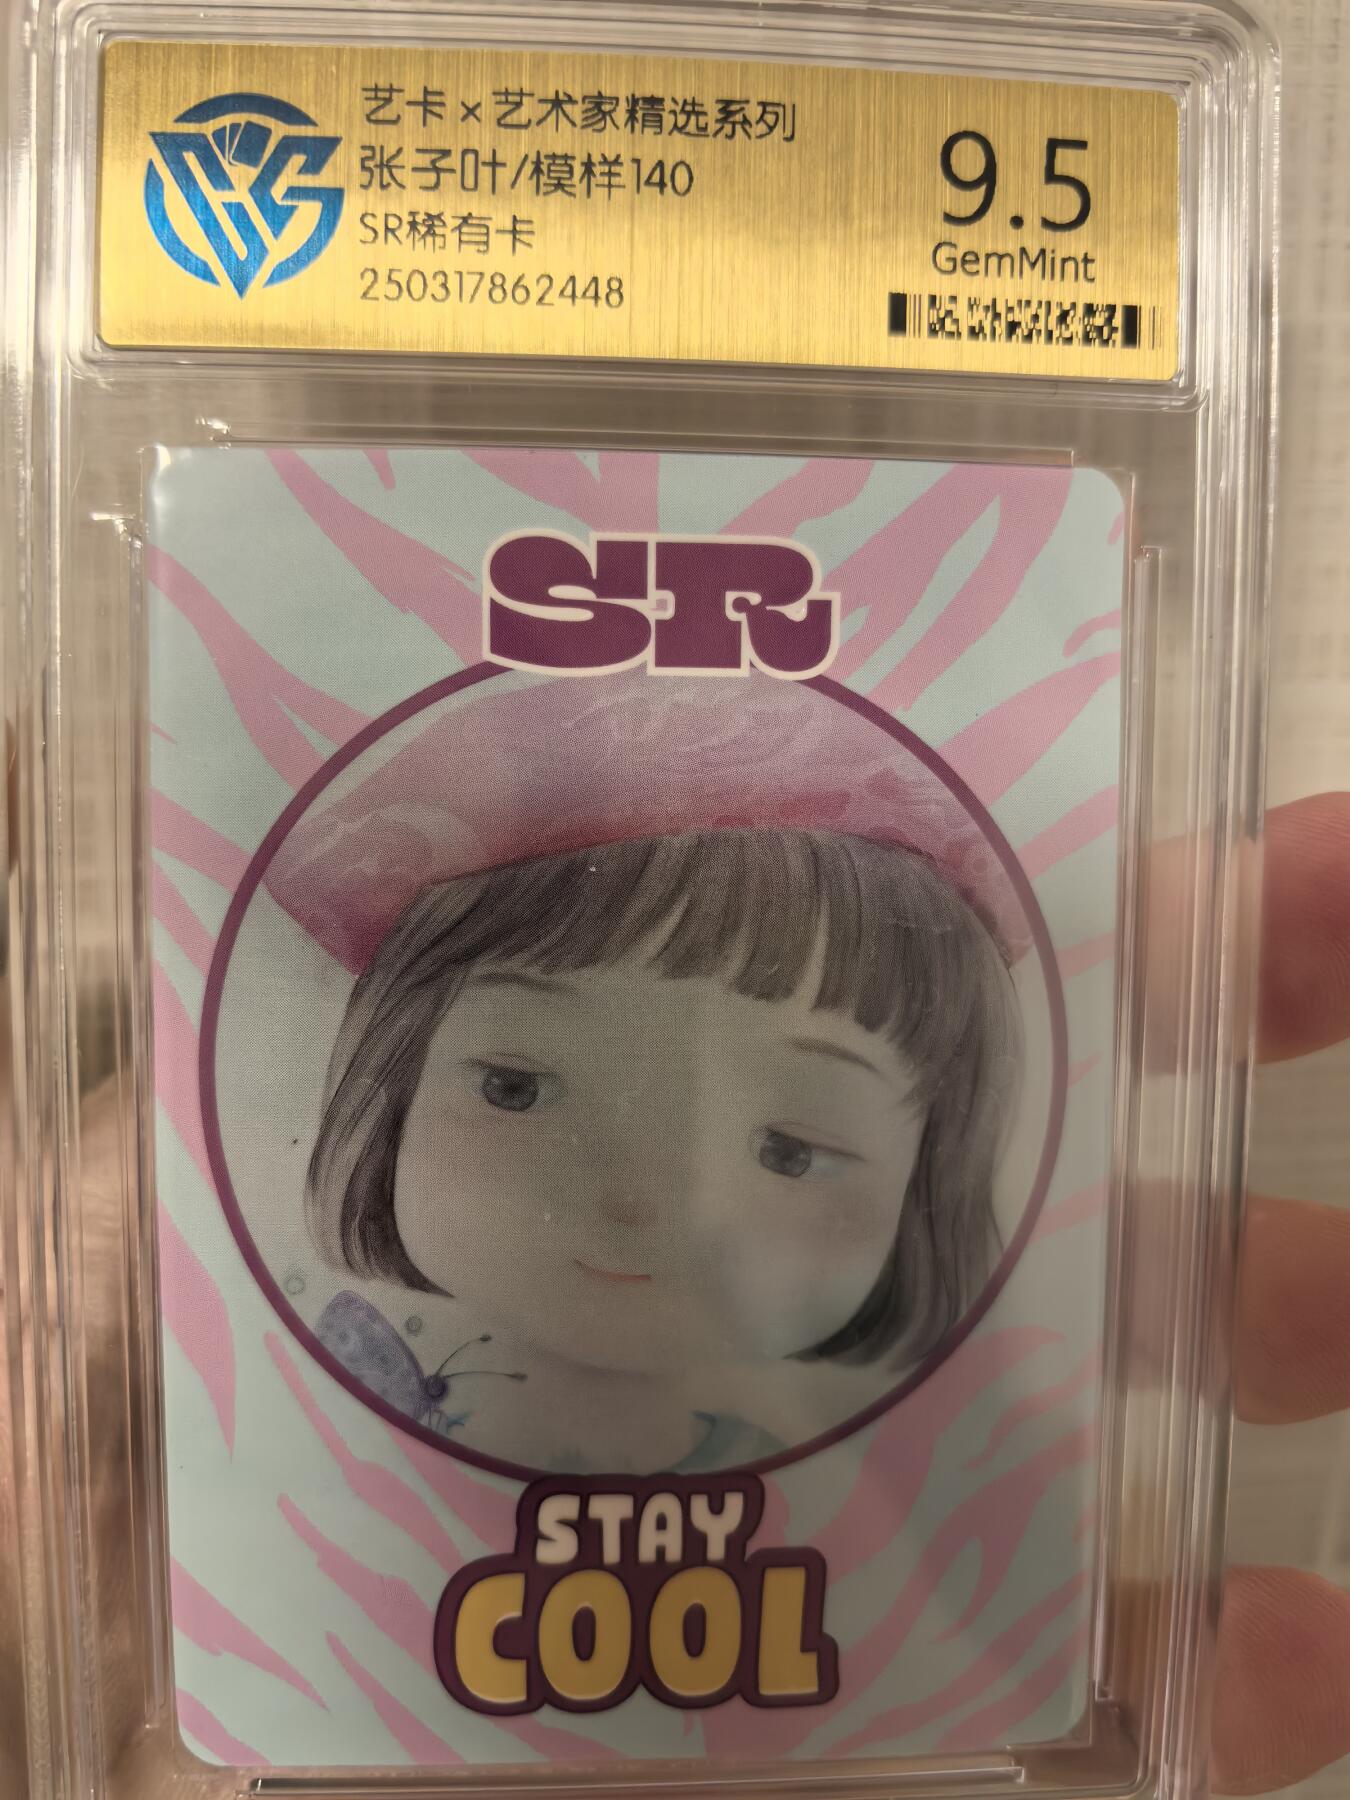 艺卡×艺术家精选系列
张子叶/模样140
SR稀有卡
250317862448
9.5
GemMint
SR
STAY
COOL